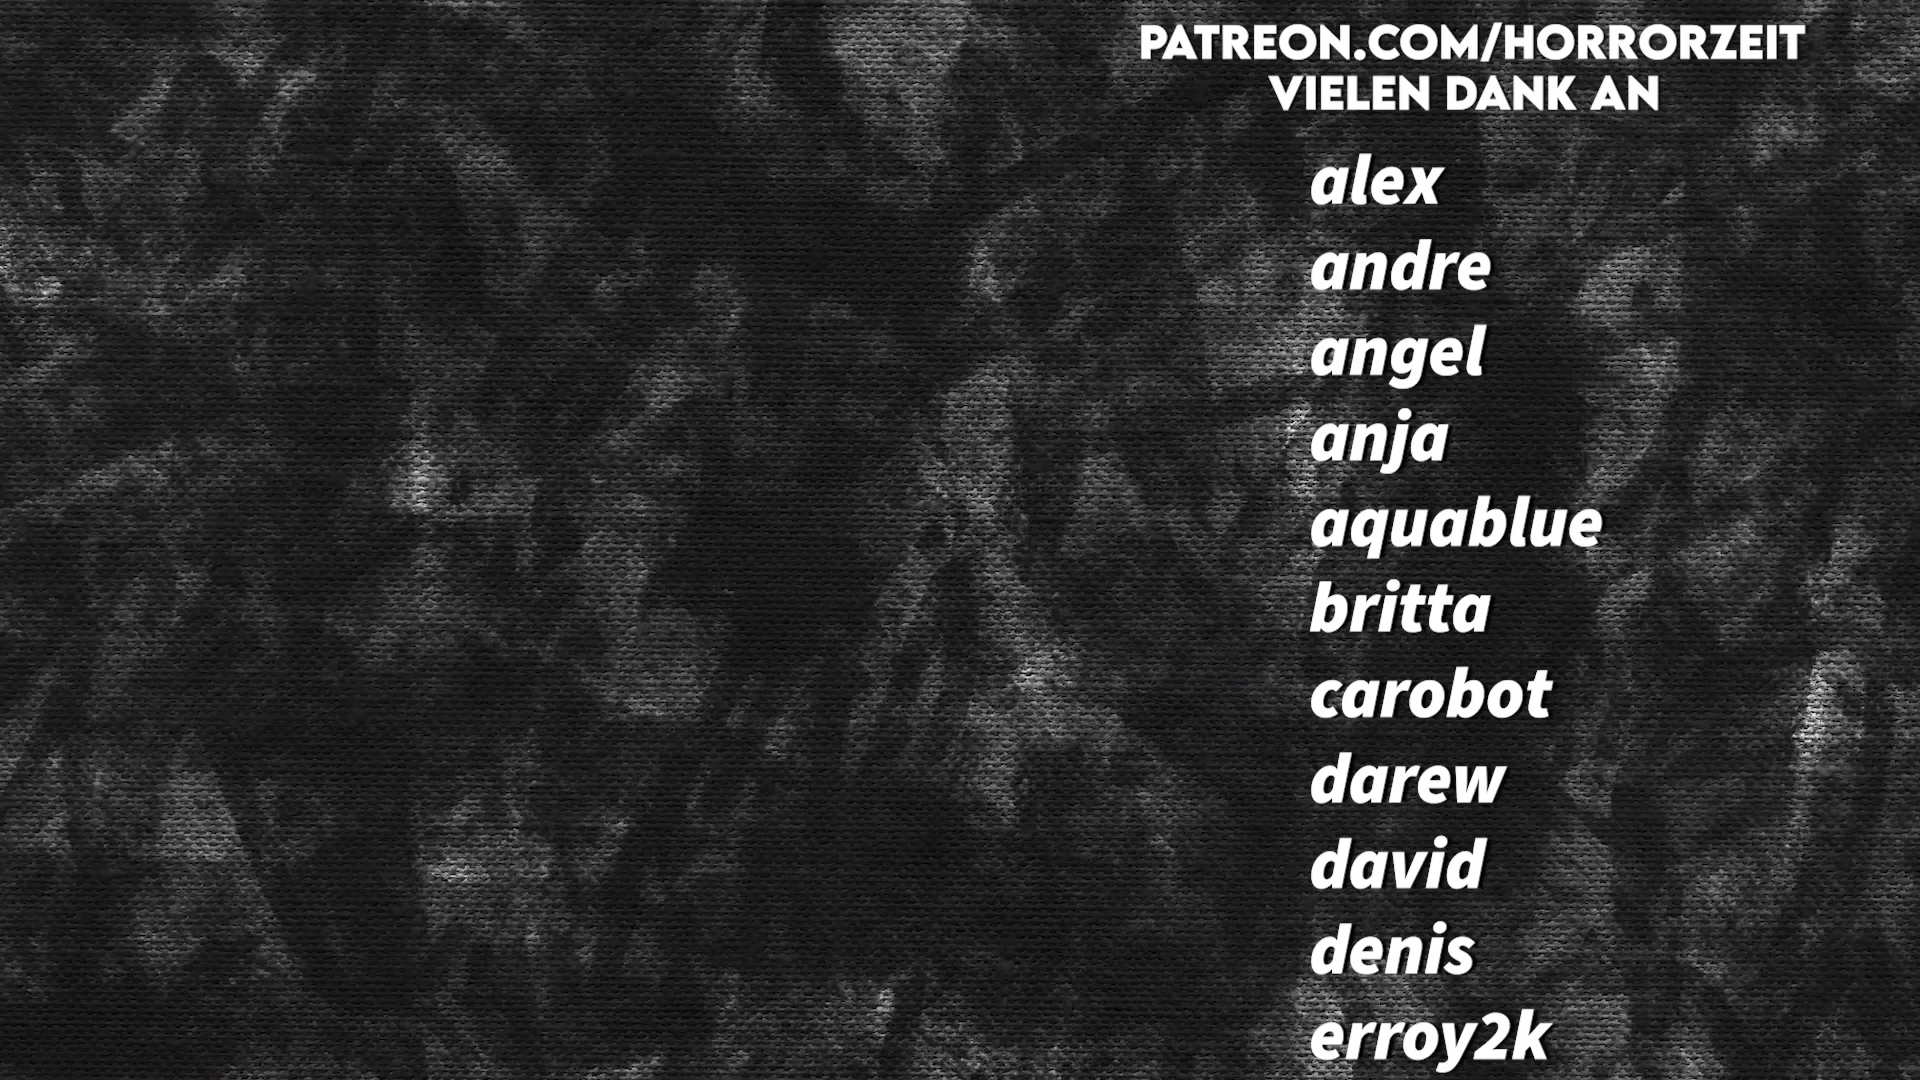 PATREON.COM/HORRORZEIT
VIELEN DANK AN
alex
andre
angel
anja
aquablue
britta
carobot
darew
david
denis
erroy2k